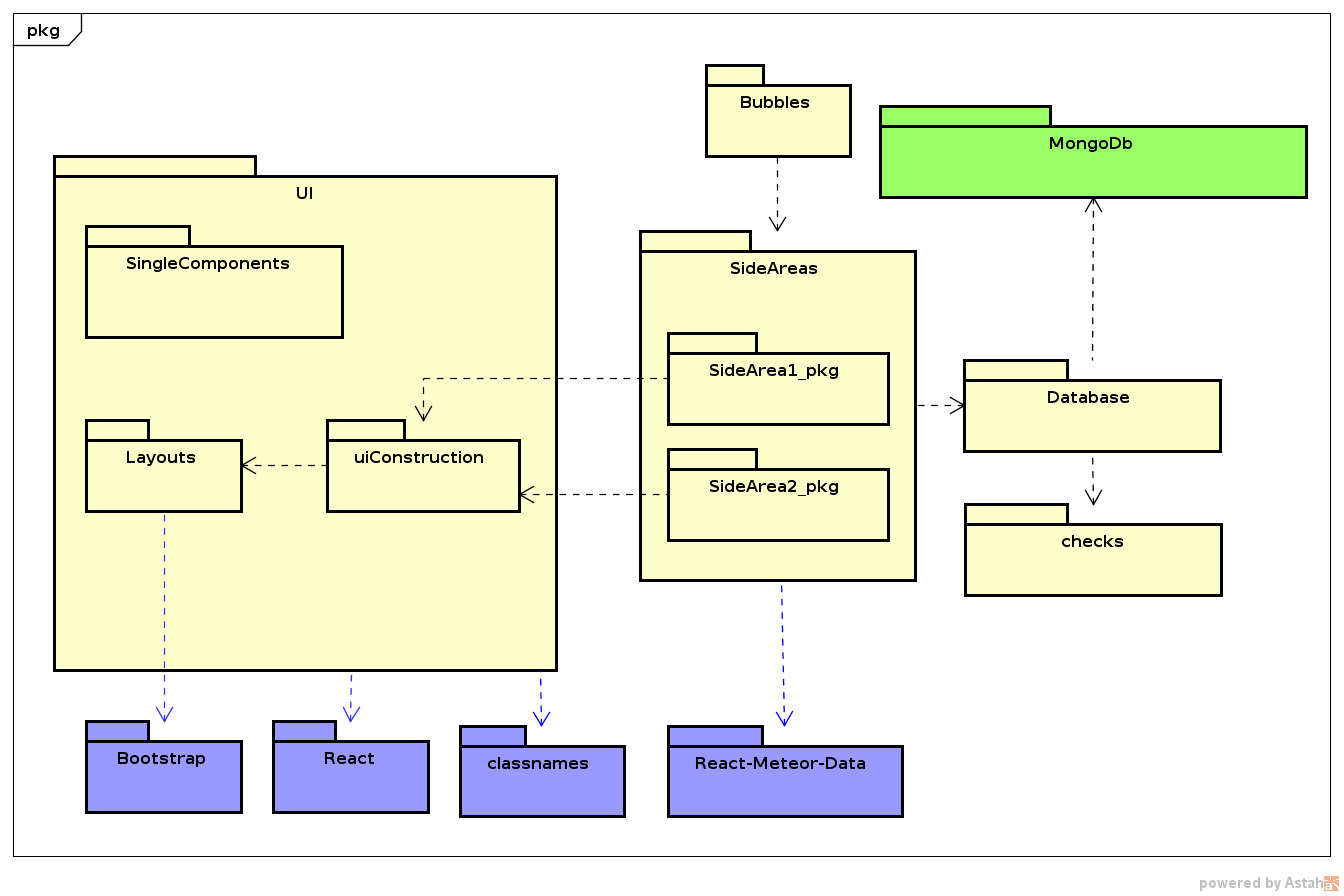 pkg
Bubbles
MongoDb
UI
SingleComponents
SideAreas
SideArea1_pkg
Database
Layouts
uiConstruction
SideArea2_pkg
checks
Bootstrap
React
classnames
React-Meteor-Data
powered by Astah